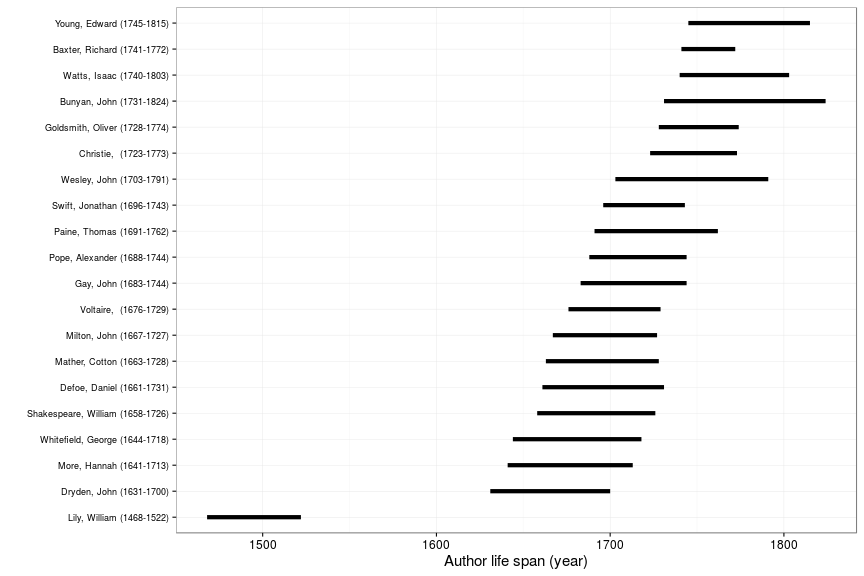 Young, Edward (1745-1815)
Baxter, Richard (1741-1772)
Watts, Isaac (1740-1803)
Bunyan, John (1731-1824)
Goldsmith, Oliver (1728-1774)
Christie,  (1723-1773)
Wesley, John (1703-1791)
Swift, Jonathan (1696-1743)
Paine, Thomas (1691-1762)
Pope, Alexander (1688-1744)
Gay, John (1683-1744)
Voltaire,  (1676-1729)
Milton, John (1667-1727)
Mather, Cotton (1663-1728)
Defoe, Daniel (1661-1731)
Shakespeare, William (1658-1726)
Whitefield, George (1644-1718)
More, Hannah (1641-1713)
Dryden, John (1631-1700)
Lily, William (1468-1522)
1500 1600 1700 1800
Author life span (year)